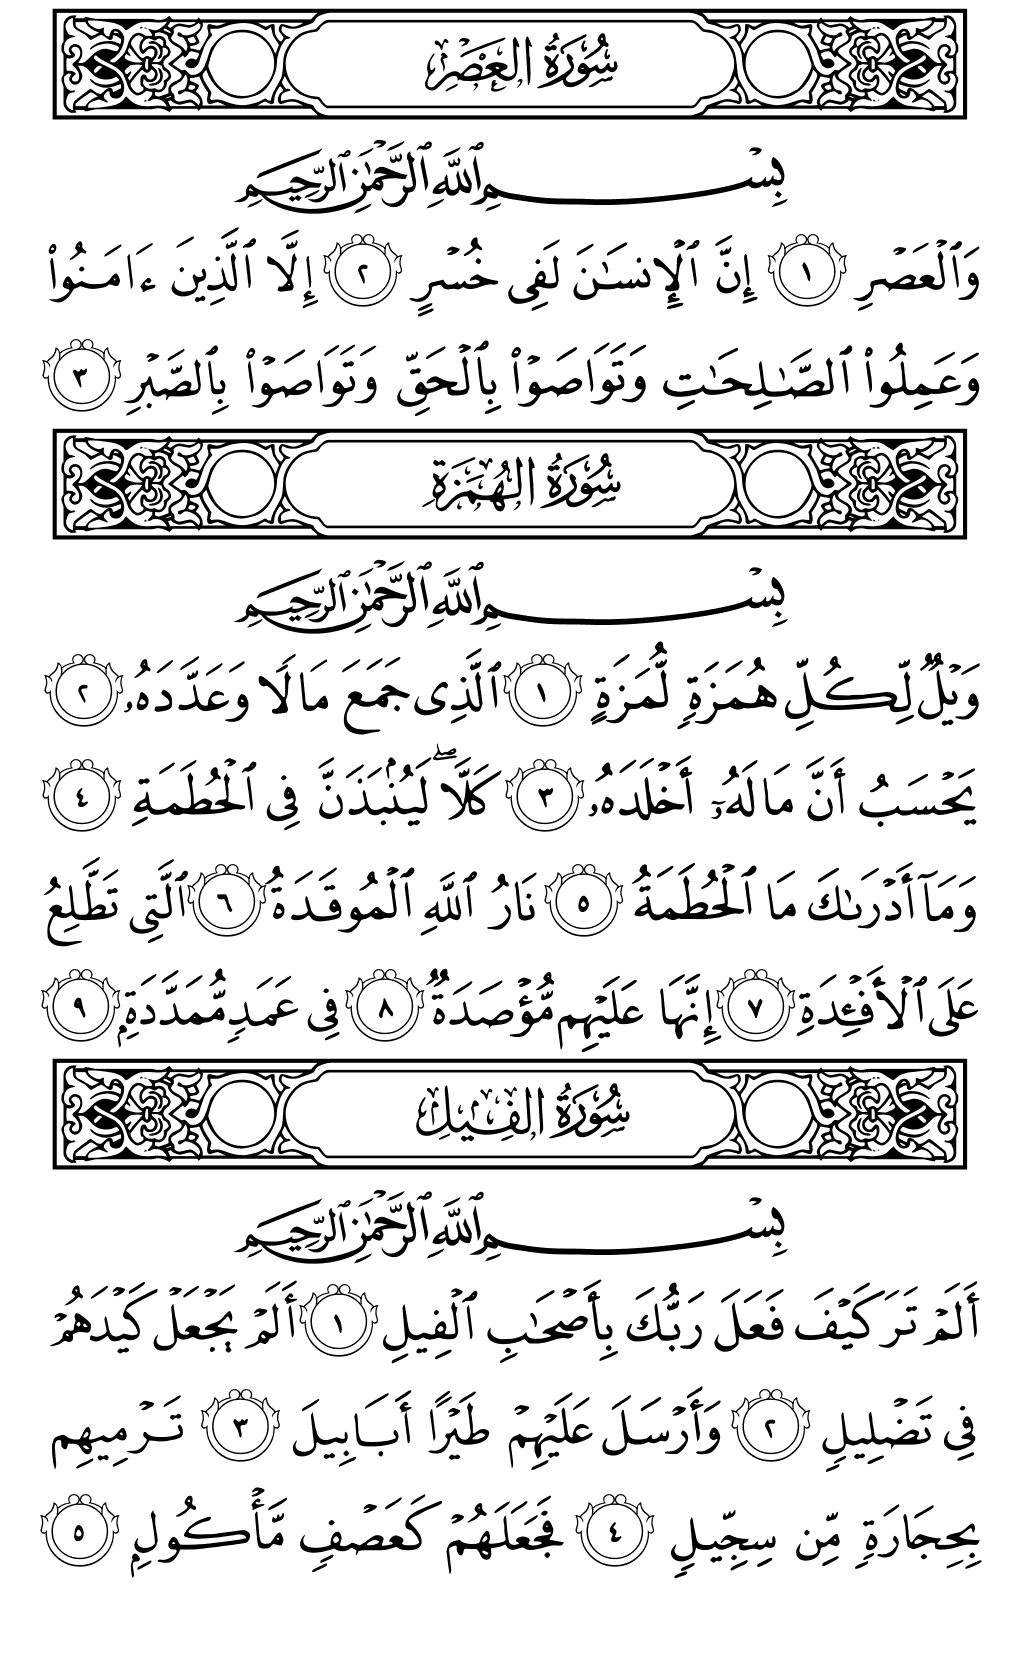 سُورَةُ العَصْرِ
بِسْمِ ٱللَّهِ ٱلرَّحْمَٰنِ ٱلرَّحِيمِ
وَٱلْعَصْرِ ١ إِنَّ ٱلْإِنسَٰنَ لَفِى خُسْرٍ ٢ إِلَّا ٱلَّذِينَ ءَامَنُوا۟
وَعَمِلُوا۟ ٱلصَّٰلِحَٰتِ وَتَوَاصَوْا۟ بِٱلْحَقِّ وَتَوَاصَوْا۟ بِٱلصَّبْرِ ٣
سُورَةُ الهُمَزَةِ
بِسْمِ ٱللَّهِ ٱلرَّحْمَٰنِ ٱلرَّحِيمِ
وَيْلٌ لِّكُلِّ هُمَزَةٍ لُّمَزَةٍ ١ ٱلَّذِى جَمَعَ مَالًا وَعَدَّدَهُۥ ٢
يَحْسَبُ أَنَّ مَالَهُۥٓ أَخْلَدَهُۥ ٣ كَلَّا ۖ لَيُنۢبَذَنَّ فِى ٱلْحُطَمَةِ ٤
وَمَآ أَدْرَىٰكَ مَا ٱلْحُطَمَةُ ٥ نَارُ ٱللَّهِ ٱلْمُوقَدَةُ ٦ ٱلَّتِى تَطَّلِعُ
عَلَى ٱلْأَفْـِٔدَةِ ٧ إِنَّهَا عَلَيْهِم مُّؤْصَدَةٌ ٨ فِى عَمَدٍ مُّمَدَّدَةٍۭ ٩
سُورَةُ الفِيلِ
بِسْمِ ٱللَّهِ ٱلرَّحْمَٰنِ ٱلرَّحِيمِ
أَلَمْ تَرَ كَيْفَ فَعَلَ رَبُّكَ بِأَصْحَٰبِ ٱلْفِيلِ ١ أَلَمْ يَجْعَلْ كَيْدَهُمْ
فِى تَضْلِيلٍ ٢ وَأَرْسَلَ عَلَيْهِمْ طَيْرًا أَبَابِيلَ ٣ تَرْمِيهِم
بِحِجَارَةٍ مِّن سِجِّيلٍ ٤ فَجَعَلَهُمْ كَعَصْفٍ مَّأْكُولٍۭ ٥